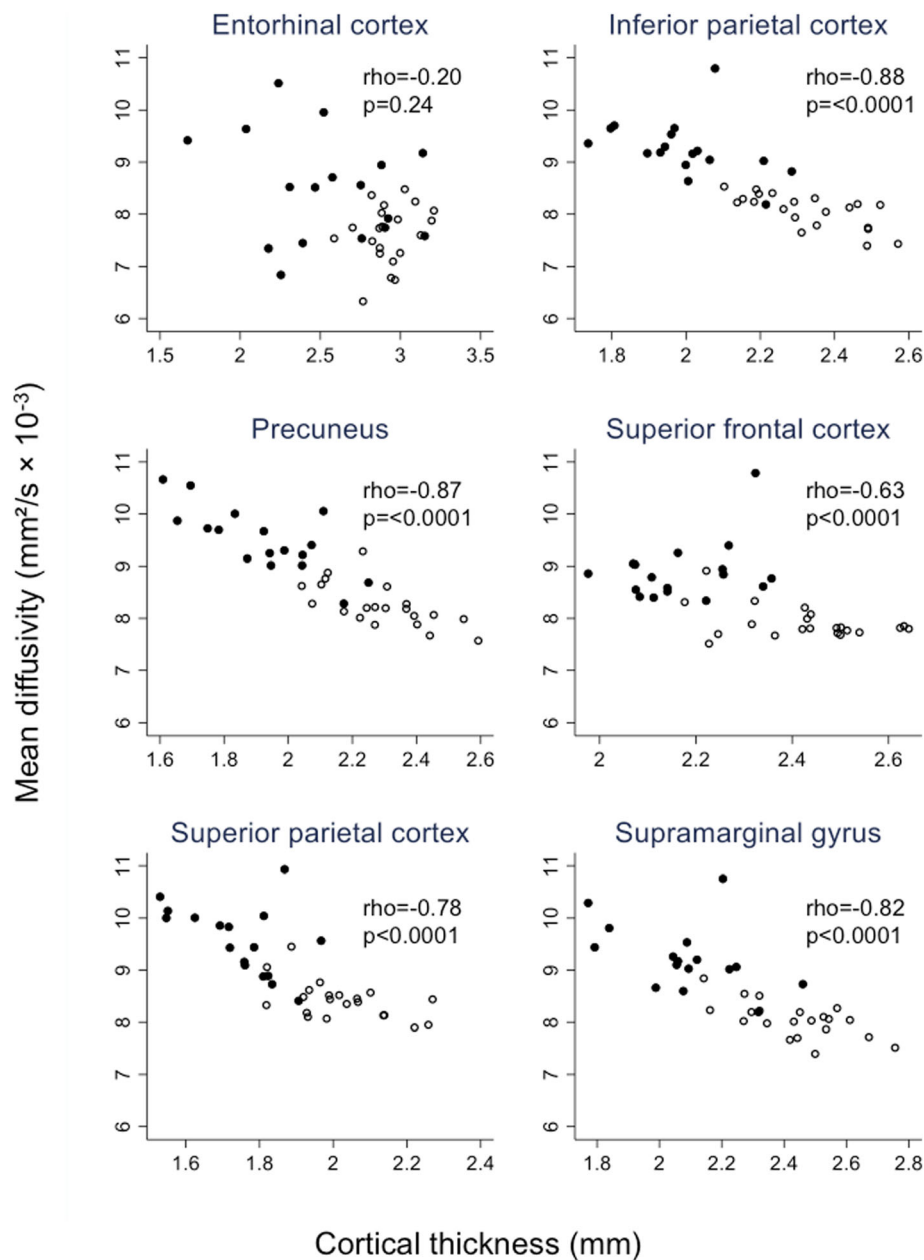 Entorhinal cortex
rho=-0.20
p=0.24
11
10
9
8
7
6
1.5 2 2.5 3 3.5
Inferior parietal cortex
rho=-0.88
p=<0.0001
11
10
9
8
7
6
1.8 2 2.2 2.4 2.6
Precuneus
rho=-0.87
p=<0.0001
11
10
9
8
7
6
1.6 1.8 2 2.2 2.4 2.6
Superior frontal cortex
rho=-0.63
p<0.0001
11
10
9
8
7
6
2 2.2 2.4 2.6
Superior parietal cortex
rho=-0.78
p<0.0001
11
10
9
8
7
6
1.6 1.8 2 2.2 2.4
Supramarginal gyrus
rho=-0.82
p<0.0001
11
10
9
8
7
6
1.8 2 2.2 2.4 2.6 2.8
Mean diffusivity (mm²/s × 10⁻³)
Cortical thickness (mm)